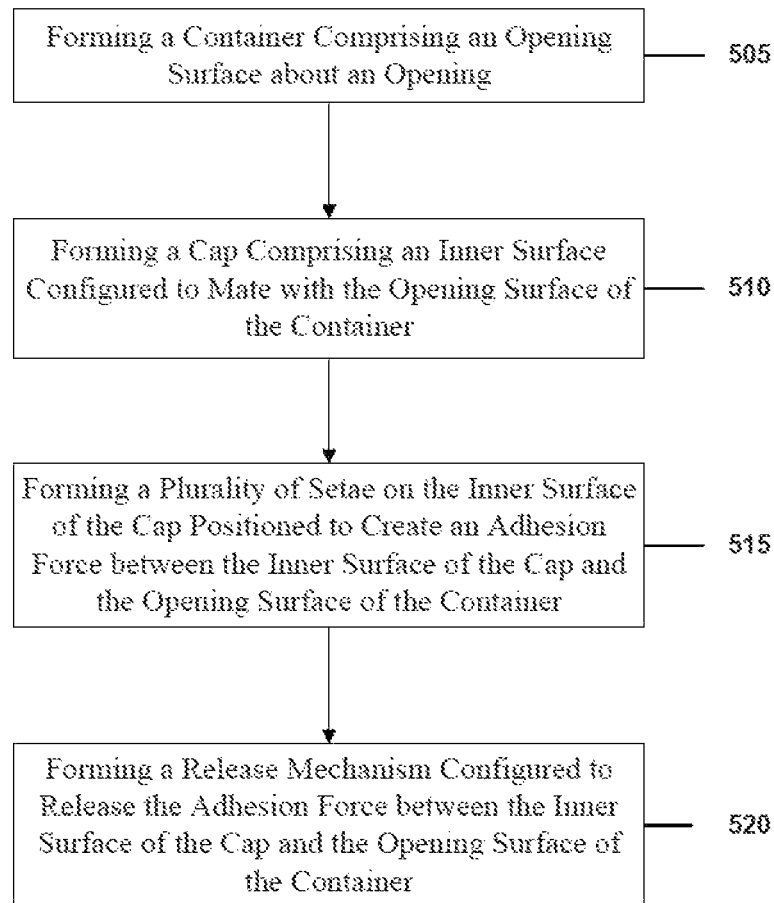 Forming a Container Comprising an Opening
Surface about an Opening
505
Forming a Cap Comprising an Inner Surface
Configured to Mate with the Opening Surface of
the Container
510
Forming a Plurality of Setae on the Inner Surface
of the Cap Positioned to Create an Adhesion
Force between the Inner Surface of the Cap and
the Opening Surface of the Container
515
Forming a Release Mechanism Configured to
Release the Adhesion Force between the Inner
Surface of the Cap and the Opening Surface of
the Container
520